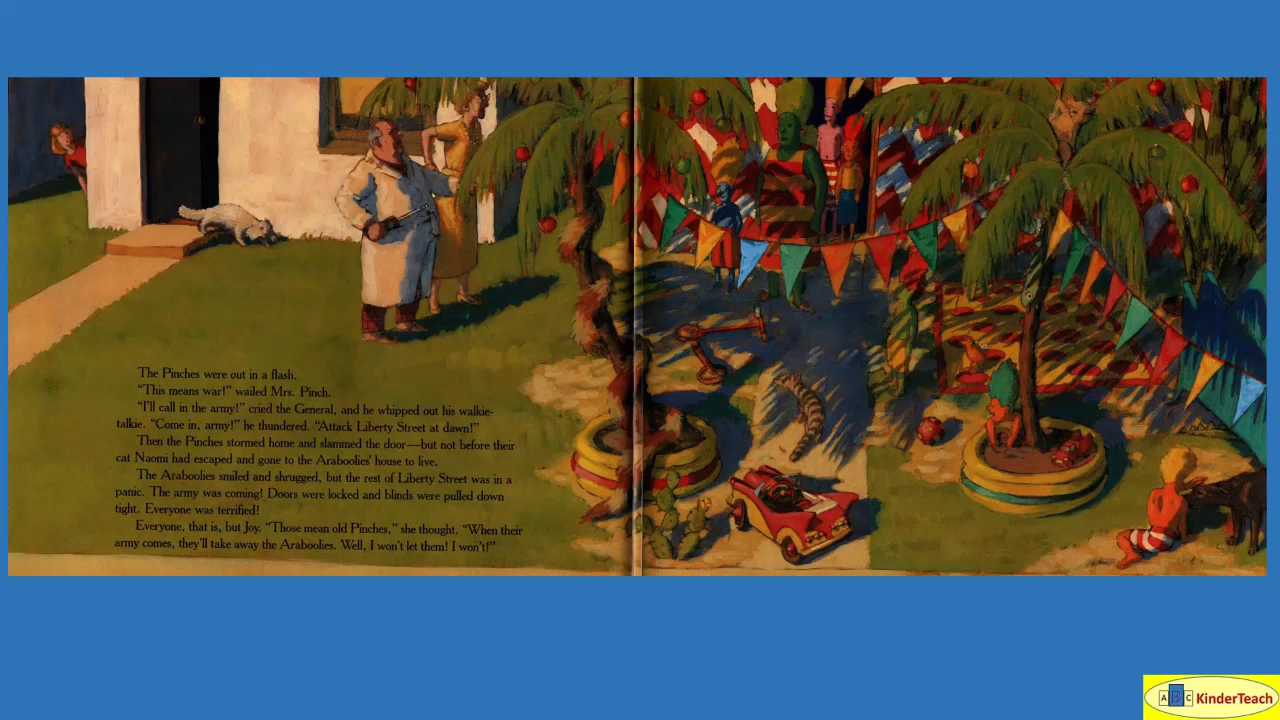 The Pinches were out in a flash.
"This means war!" wailed Mrs. Pinch.
"I'll call in the army!" cried the General, and he whipped out his walkie-
talkie. "Come in, army!" he thundered. "Attack Liberty Street at dawn!"
Then the Pinches stormed home and slammed the door—but not before their
cat Naomi had escaped and gone to the Araboolies' house to live.
The Araboolies smiled and shrugged, but the rest of Liberty Street was in a
panic. The army was coming! Doors were locked and blinds were pulled down
tight. Everyone was terrified!
Everyone, that is, but Joy. "Those mean old Pinches," she thought. "When their
army comes, they'll take away the Araboolies. Well, I won't let them! I won't!"
A B C KinderTeach